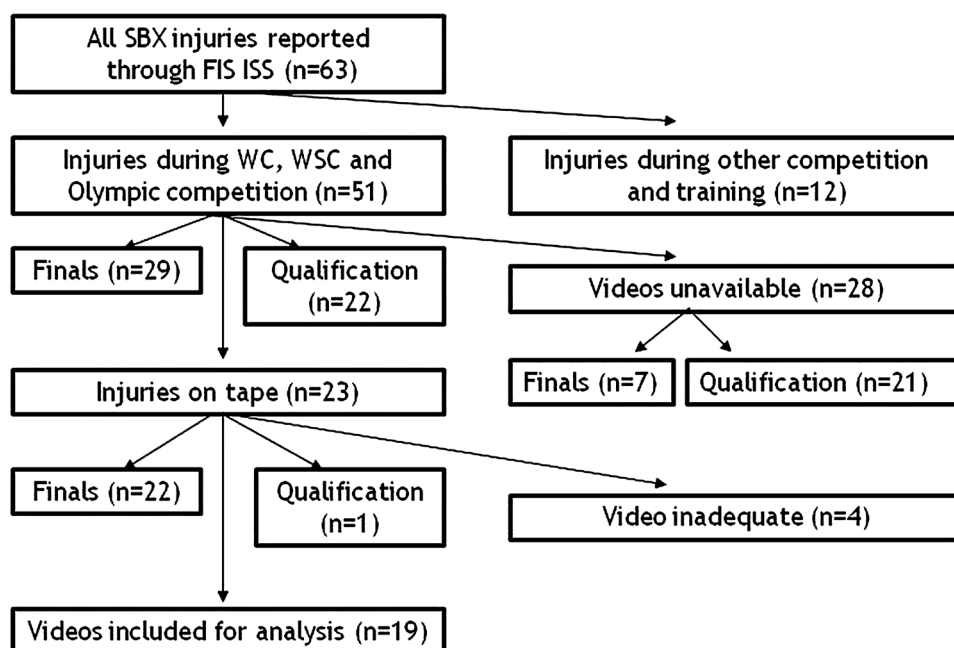 All SBX injuries reported
through FIS ISS (n=63)
Injuries during WC, WSC and
Olympic competition (n=51)
Injuries during other competition
and training (n=12)
Finals (n=29)
Qualification
(n=22)
Videos unavailable (n=28)
Finals (n=7)
Qualification (n=21)
Injuries on tape (n=23)
Finals (n=22)
Qualification
(n=1)
Video inadequate (n=4)
Videos included for analysis (n=19)